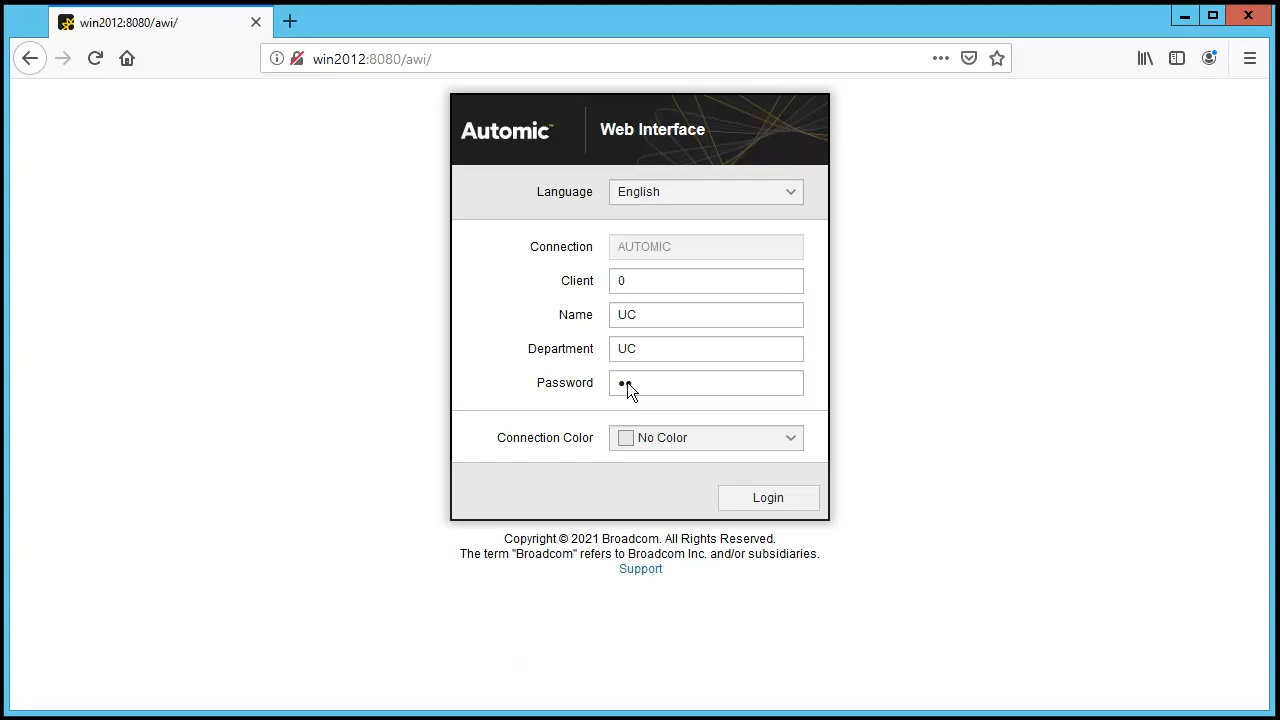 win2012:8080/awi/
win2012:8080/awi/
Automic™ Web Interface
Language English
Connection AUTOMIC
Client 0
Name UC
Department UC
Password ••
Connection Color No Color
Login
Copyright © 2021 Broadcom. All Rights Reserved.
The term "Broadcom" refers to Broadcom Inc. and/or subsidiaries.
Support